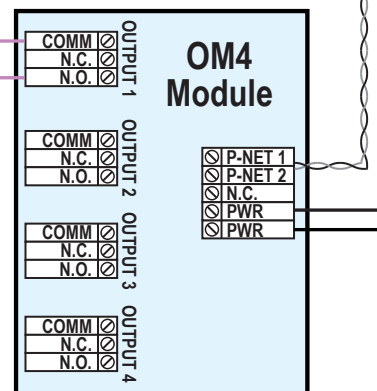 OM4
Module
COMM
N.C.
N.O.
OUTPUT 1
COMM
N.C.
N.O.
OUTPUT 2
COMM
N.C.
N.O.
OUTPUT 3
COMM
N.C.
N.O.
OUTPUT 4
P-NET 1
P-NET 2
N.C.
PWR
PWR